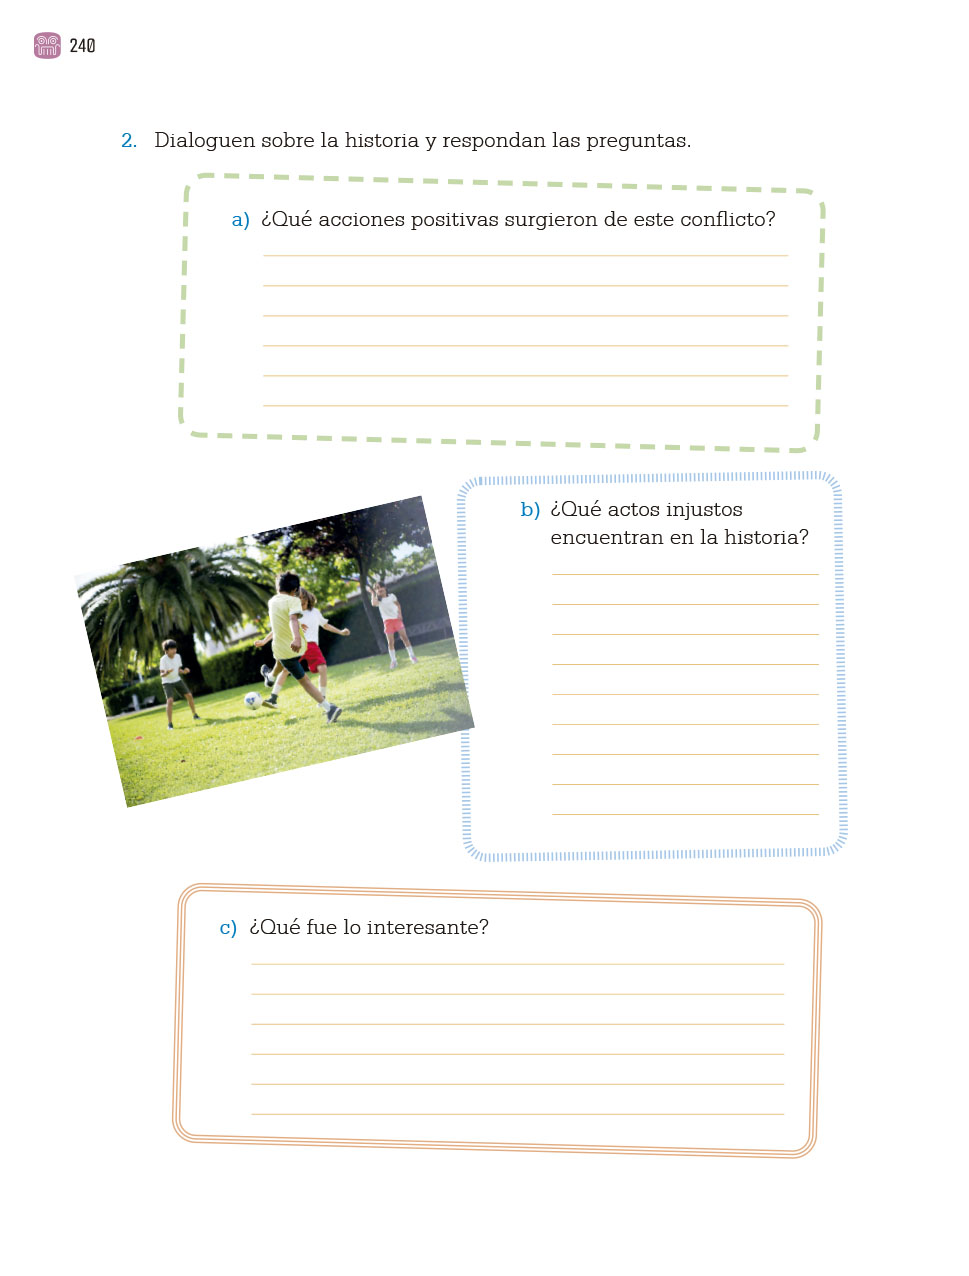 240
2. Dialoguen sobre la historia y respondan las preguntas.
a) ¿Qué acciones positivas surgieron de este conflicto?
b) ¿Qué actos injustos
encuentran en la historia?
c) ¿Qué fue lo interesante?